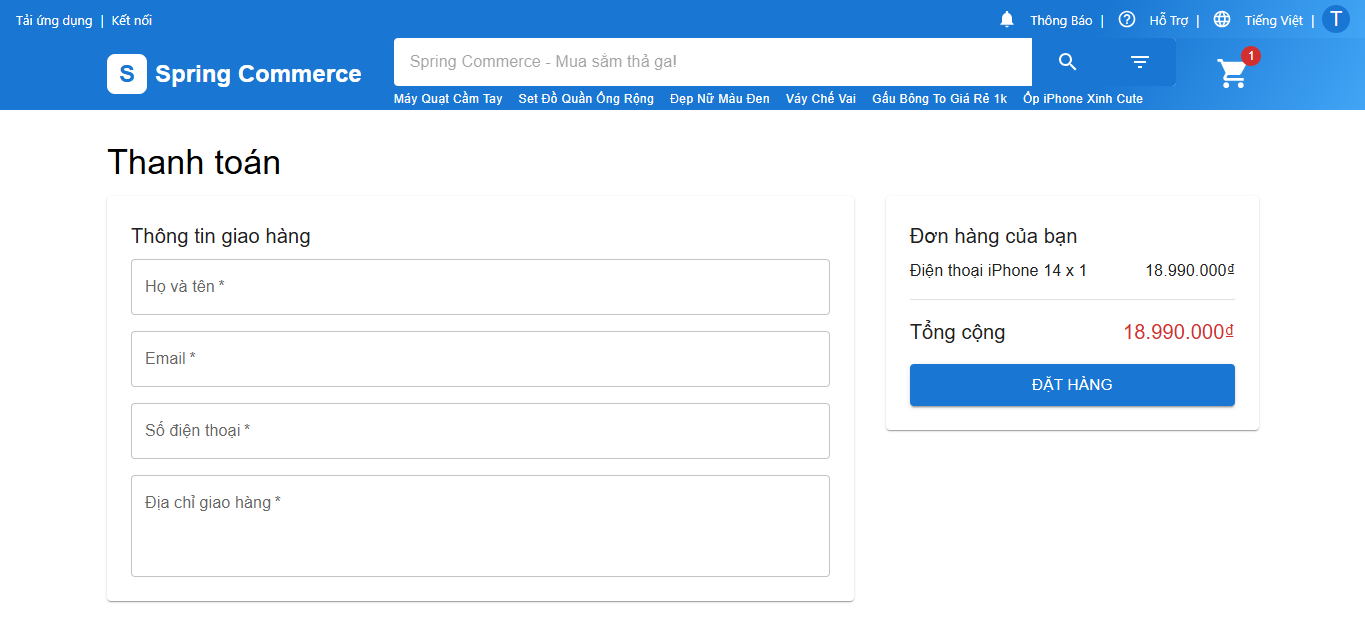 Tải ứng dụng | Kết nối
Thông Báo | Hỗ Trợ | Tiếng Việt | T
S Spring Commerce
Spring Commerce - Mua sắm thả ga!
1
Máy Quạt Cầm Tay Set Đồ Quần Ống Rộng Đẹp Nữ Màu Đen Váy Chế Vai Gấu Bông To Giá Rẻ 1k Ốp iPhone Xinh Cute
Thanh toán
Thông tin giao hàng
Họ và tên *
Email *
Số điện thoại *
Địa chỉ giao hàng *
Đơn hàng của bạn
Điện thoại iPhone 14 x 1 18.990.000₫
Tổng cộng 18.990.000₫
ĐẶT HÀNG